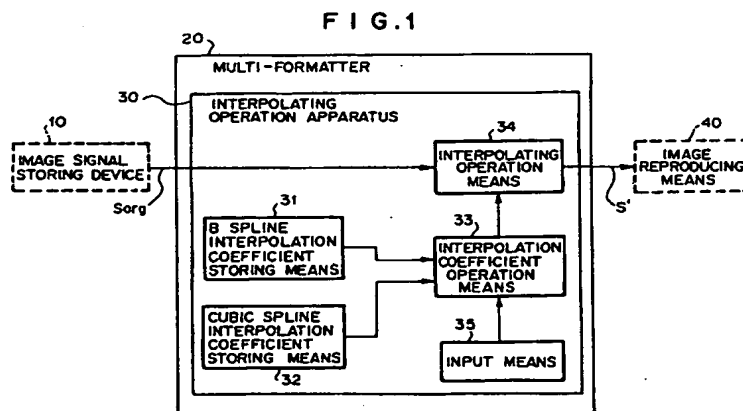 FIG.1
20
MULTI-FORMATTER
30
INTERPOLATING
OPERATION APPARATUS
10
IMAGE SIGNAL
STORING DEVICE
Sorg
34
INTERPOLATING
OPERATION
MEANS
S'
40
IMAGE
REPRODUCING
MEANS
31
B SPLINE
INTERPOLATION
COEFFICIENT
STORING MEANS
33
INTERPOLATION
COEFFICIENT
OPERATION
MEANS
CUBIC SPLINE
INTERPOLATION
COEFFICIENT
STORING MEANS
32
35
INPUT MEANS